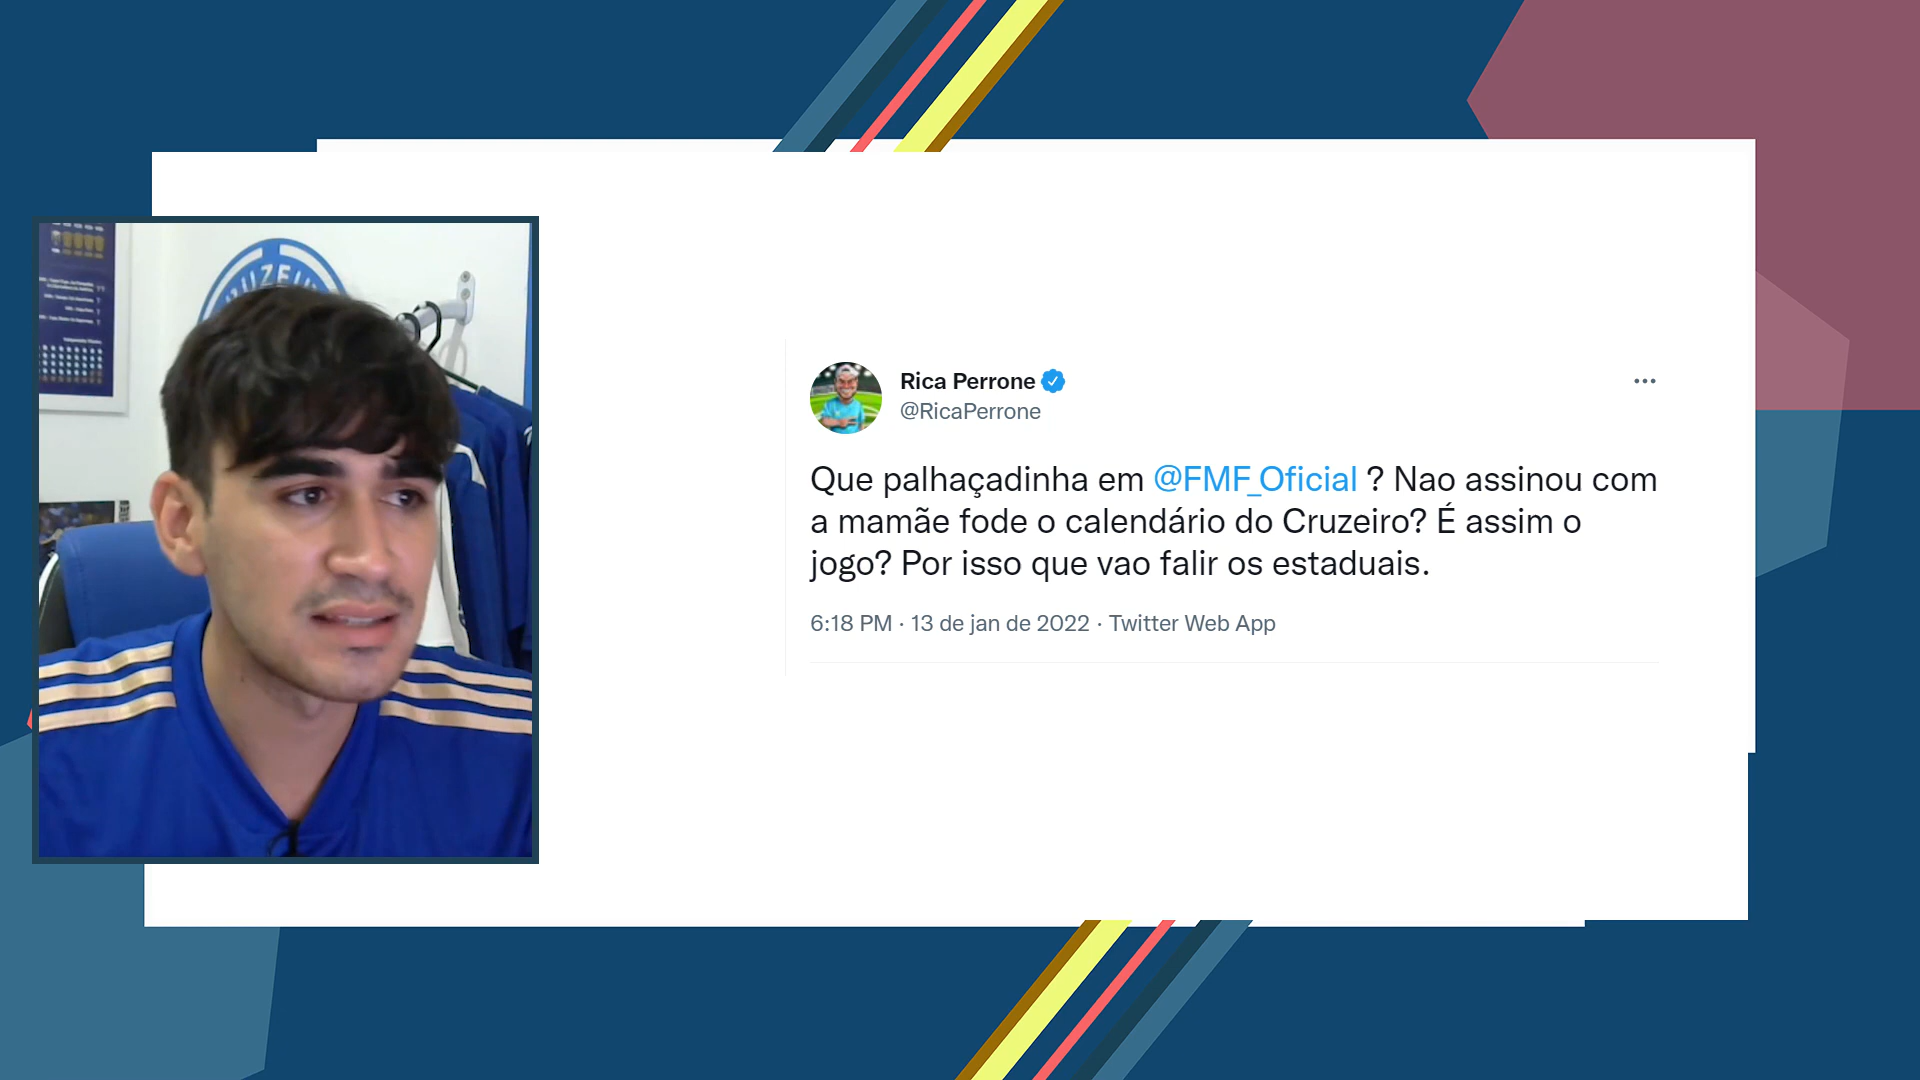 UZEI
Rica Perrone
@RicaPerrone
Que palhaçadinha em @FMF_Oficial ? Nao assinou com
a mamãe fode o calendário do Cruzeiro? É assim o
jogo? Por isso que vao falir os estaduais.
6:18 PM · 13 de jan de 2022 · Twitter Web App